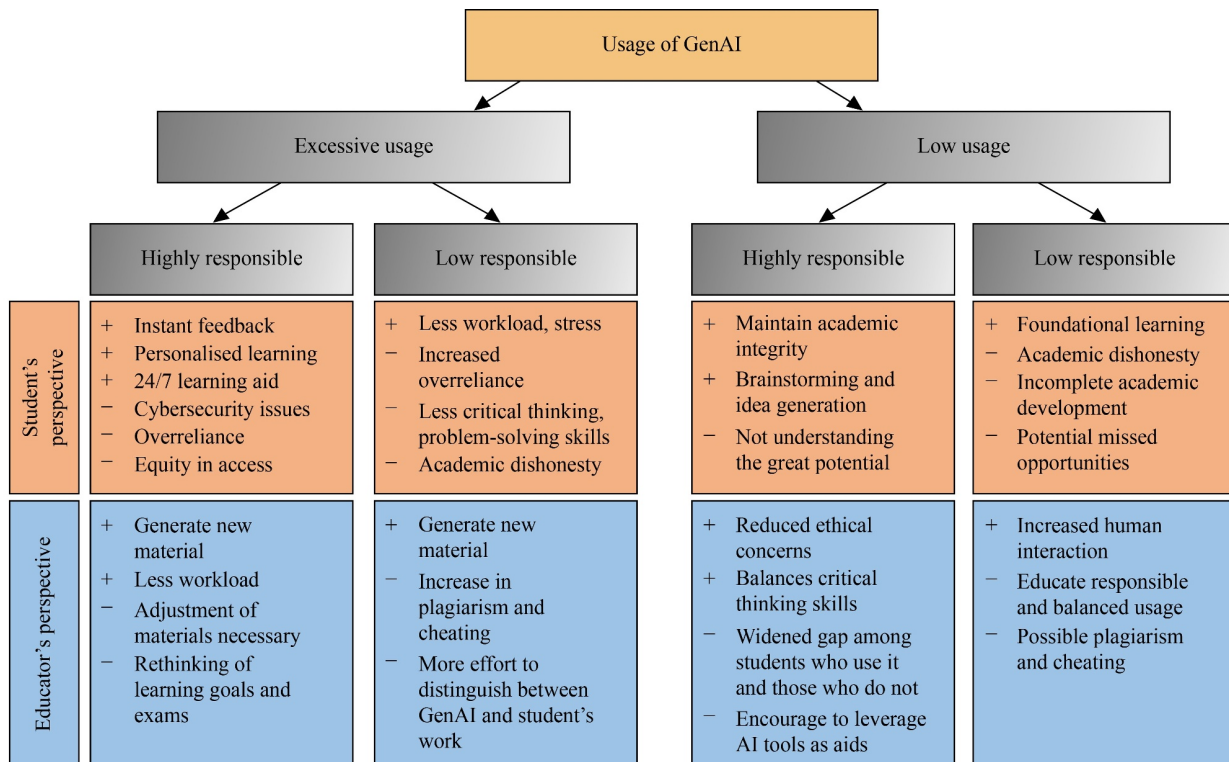 Usage of GenAI
Excessive usage
Low usage
Highly responsible
Low responsible
Highly responsible
Low responsible
Student's
perspective
+ Instant feedback
+ Personalised learning
+ 24/7 learning aid
− Cybersecurity issues
− Overreliance
− Equity in access
+ Less workload, stress
− Increased
overreliance
− Less critical thinking,
problem-solving skills
− Academic dishonesty
+ Maintain academic
integrity
+ Brainstorming and
idea generation
− Not understanding
the great potential
+ Foundational learning
− Academic dishonesty
− Incomplete academic
development
− Potential missed
opportunities
Educator's perspective
+ Generate new
material
+ Less workload
− Adjustment of
materials necessary
− Rethinking of
learning goals and
exams
+ Generate new
material
− Increase in
plagiarism and
cheating
− More effort to
distinguish between
GenAI and student's
work
+ Reduced ethical
concerns
+ Balances critical
thinking skills
− Widened gap among
students who use it
and those who do not
− Encourage to leverage
AI tools as aids
+ Increased human
interaction
− Educate responsible
and balanced usage
− Possible plagiarism
and cheating